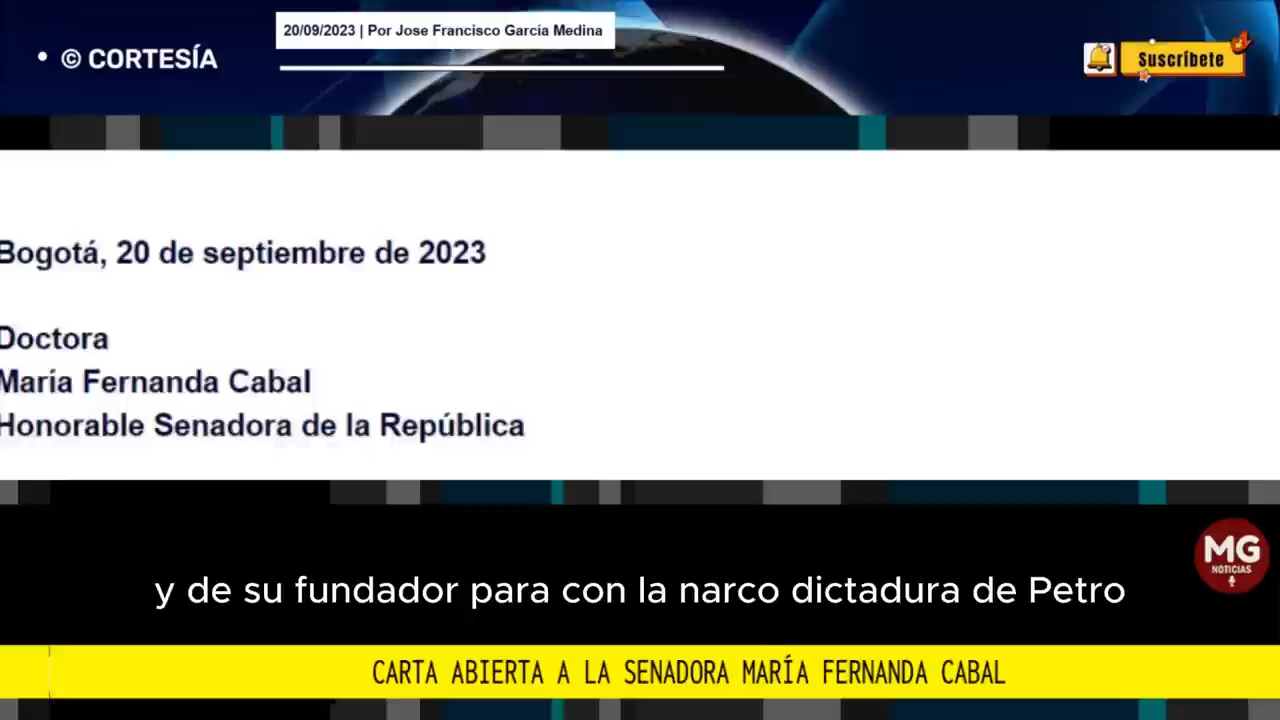 20/09/2023 | Por Jose Francisco García Medina
• © CORTESÍA
Suscríbete
Bogotá, 20 de septiembre de 2023
Doctora
María Fernanda Cabal
Honorable Senadora de la República
MG
NOTICIAS
y de su fundador para con la narco dictadura de Petro
CARTA ABIERTA A LA SENADORA MARÍA FERNANDA CABAL